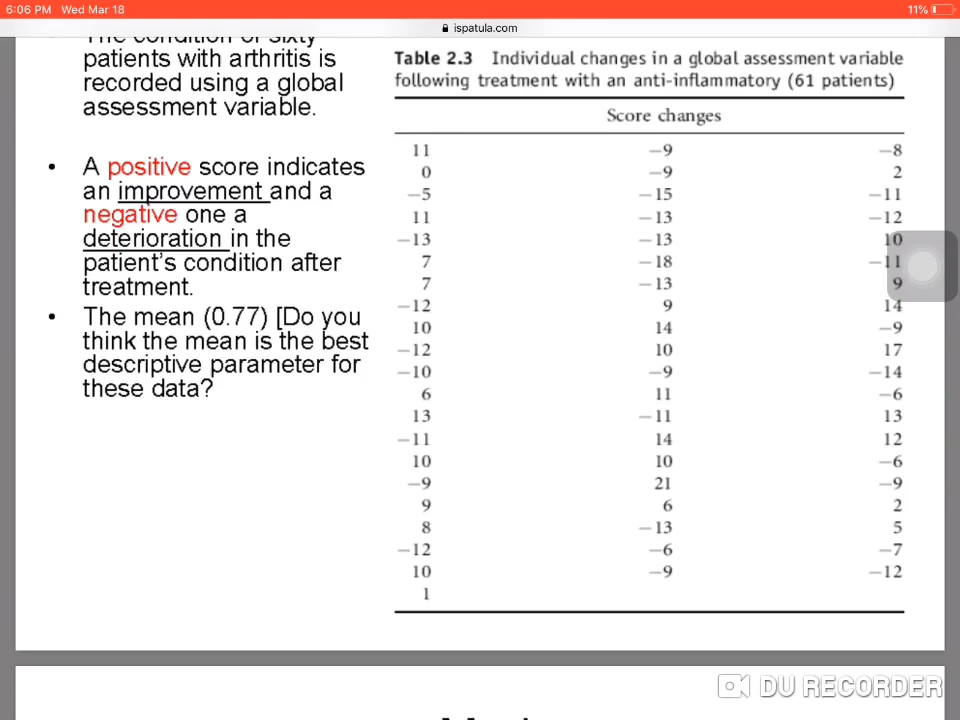 6:06 PM Wed Mar 18 11%
ispatula.com
The condition of sixty
patients with arthritis is
recorded using a global
assessment variable.
• A positive score indicates
an improvement and a
negative one a
deterioration in the
patient's condition after
treatment.
• The mean (0.77) [Do you
think the mean is the best
descriptive parameter for
these data?
Table 2.3 Individual changes in a global assessment variable
following treatment with an anti-inflammatory (61 patients)
Score changes
11 −9 −8
0 −9 2
−5 −15 −11
11 −13 −12
−13 −13 10
7 −18 −11
7 −13 9
−12 9 14
10 14 −9
−12 10 17
−10 −9 −14
6 11 −6
13 −11 13
−11 14 12
10 10 −6
−9 21 −9
9 6 2
8 −13 5
−12 −6 −7
10 −9 −12
1
DU RECORDER